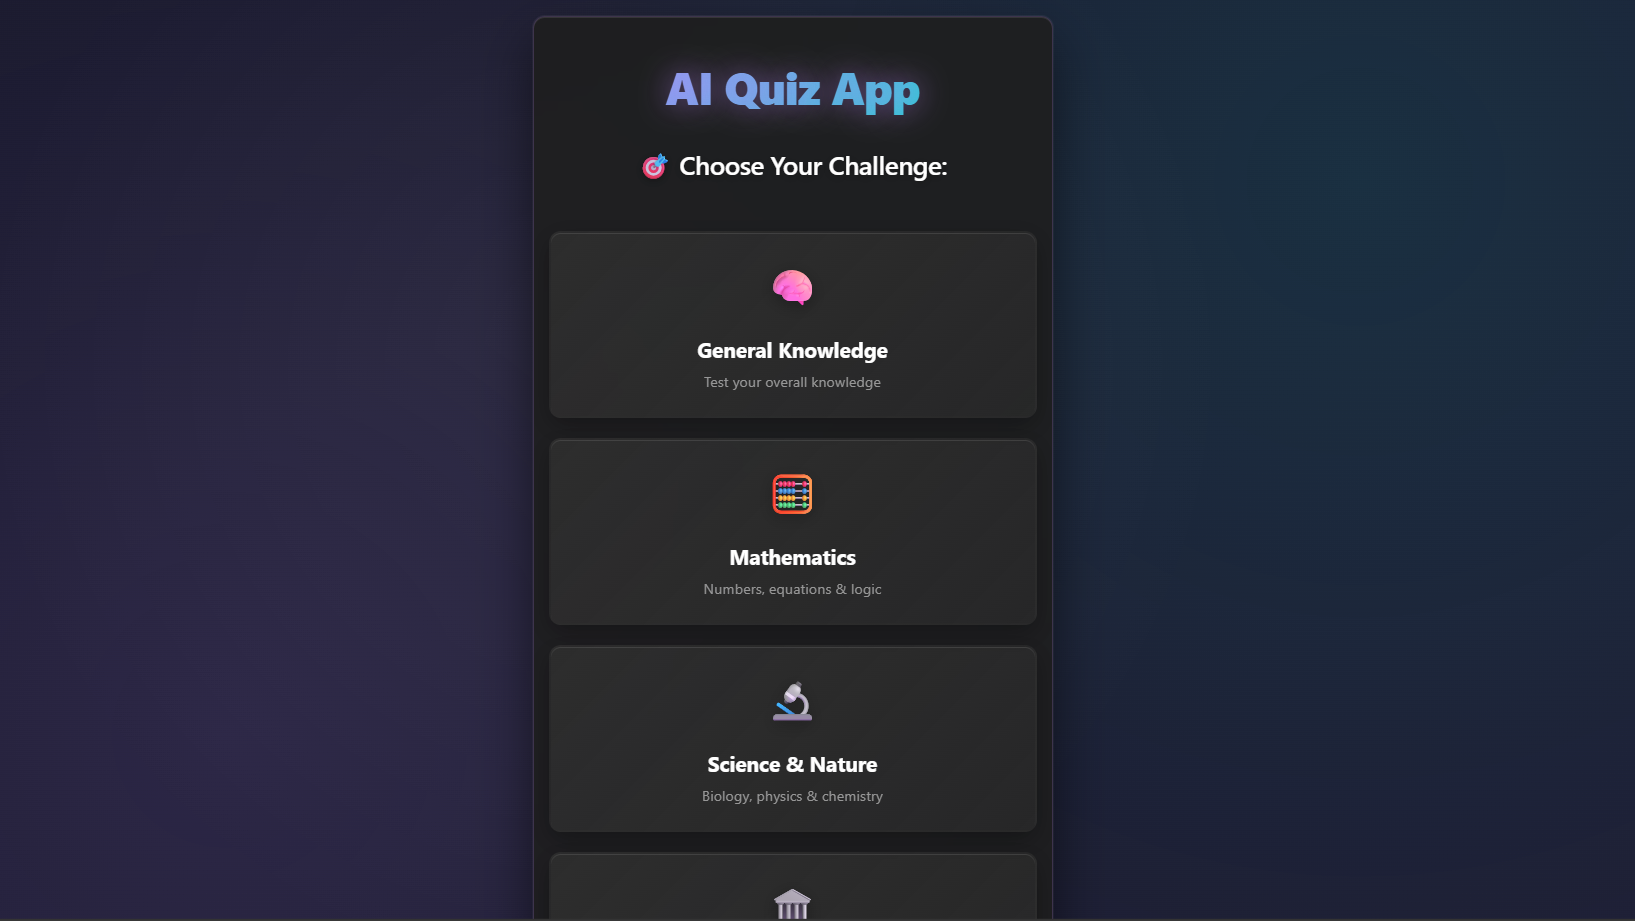 AI Quiz App
🎯 Choose Your Challenge:
General Knowledge
Test your overall knowledge
Mathematics
Numbers, equations & logic
Science & Nature
Biology, physics & chemistry